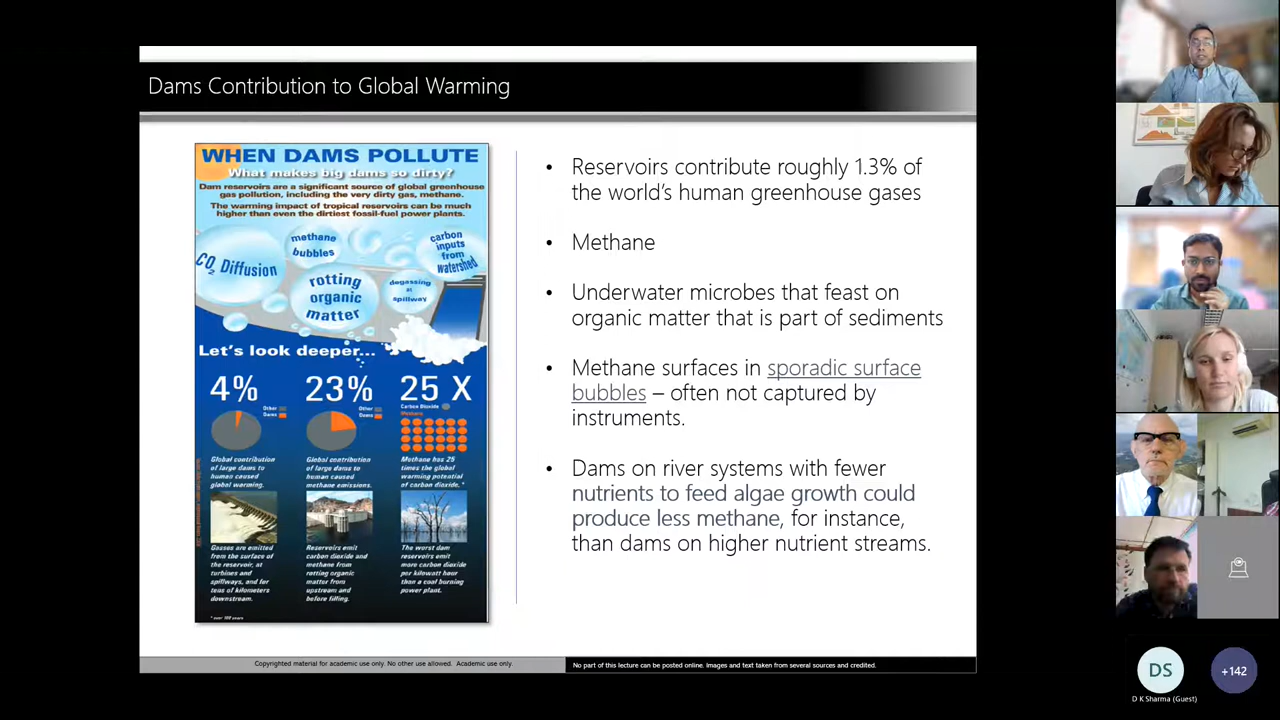 Dams Contribution to Global Warming
WHEN DAMS POLLUTE
What makes big dams so dirty?
Dam reservoirs are a significant source of global greenhouse
gas pollution, including the very dirty gas, methane.
The warming impact of tropical reservoirs can be much
higher than even the dirtiest fossil-fuel power plants.
CO2 Diffusion
methane
bubbles
rotting
organic
matter
degassing
at
spillway
carbon
inputs
from
watershed
Let's look deeper...
4%
Other
Dams
Global contribution
of large dams to
human caused
global warming.
Gasses are emitted
from the surface of
the reservoir, at
turbines and
spillways, and for
tens of kilometers
downstream.
23%
Other
Dams
Global contribution
of large dams to
human caused
methane emissions.
Reservoirs emit
carbon dioxide and
methane from
rotting organic
matter from
upstream and
before filling.
25 X
Carbon Dioxide
Methane
Methane has 25
times the global
warming potential
of carbon dioxide.*
The worst dam
reservoirs emit
more carbon dioxide
per kilowatt hour
than a coal burning
power plant.
* over 100 years
• Reservoirs contribute roughly 1.3% of
the world's human greenhouse gases
• Methane
• Underwater microbes that feast on
organic matter that is part of sediments
• Methane surfaces in sporadic surface
bubbles – often not captured by
instruments.
• Dams on river systems with fewer
nutrients to feed algae growth could
produce less methane, for instance,
than dams on higher nutrient streams.
Copyrighted material for academic use only. No other use allowed. Academic use only.
No part of this lecture can be posted online. Images and text taken from several sources and credited.
DS
D K Sharma (Guest)
+142